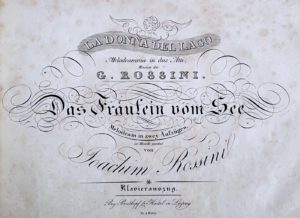 LA DONNA DEL LAGO
Melodramma in due Atti
Musica di
G. ROSSINI.
Das Fräulein vom See
Melodram in zwey Aufzügen,
in Musik gesetzt
von
Joachim Rossini
Klavierauszug.
Bey Breitkopf & Härtel in Leipzig